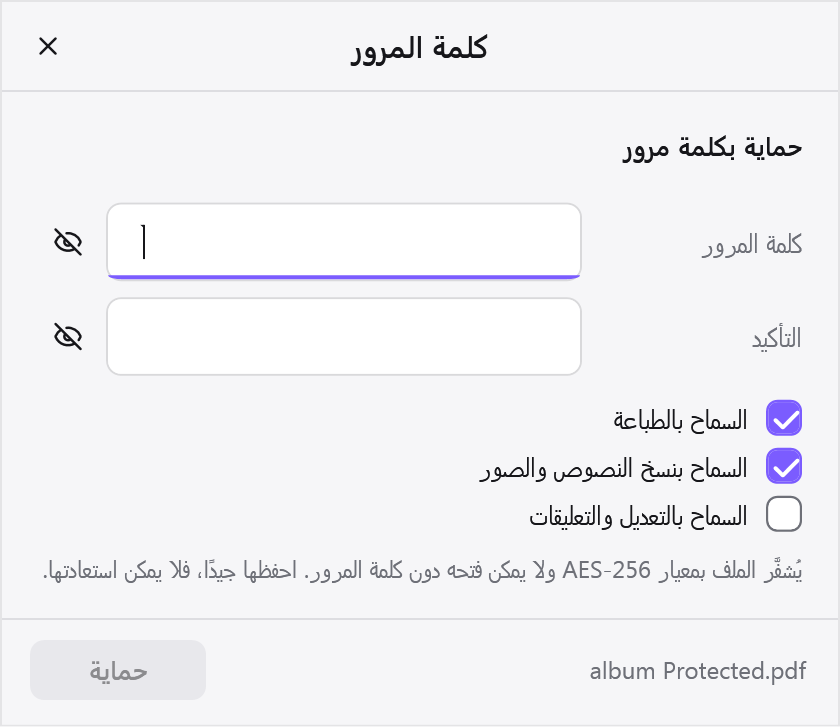 كلمة المرور
حماية بكلمة مرور
كلمة المرور
التأكيد
السماح بالطباعة
السماح بنسخ النصوص والصور
السماح بالتعديل والتعليقات
يُشفَّر الملف بمعيار AES-256 ولا يمكن فتحه دون كلمة المرور. احفظها جيدًا، فلا يمكن استعادتها.
album Protected.pdf
حماية